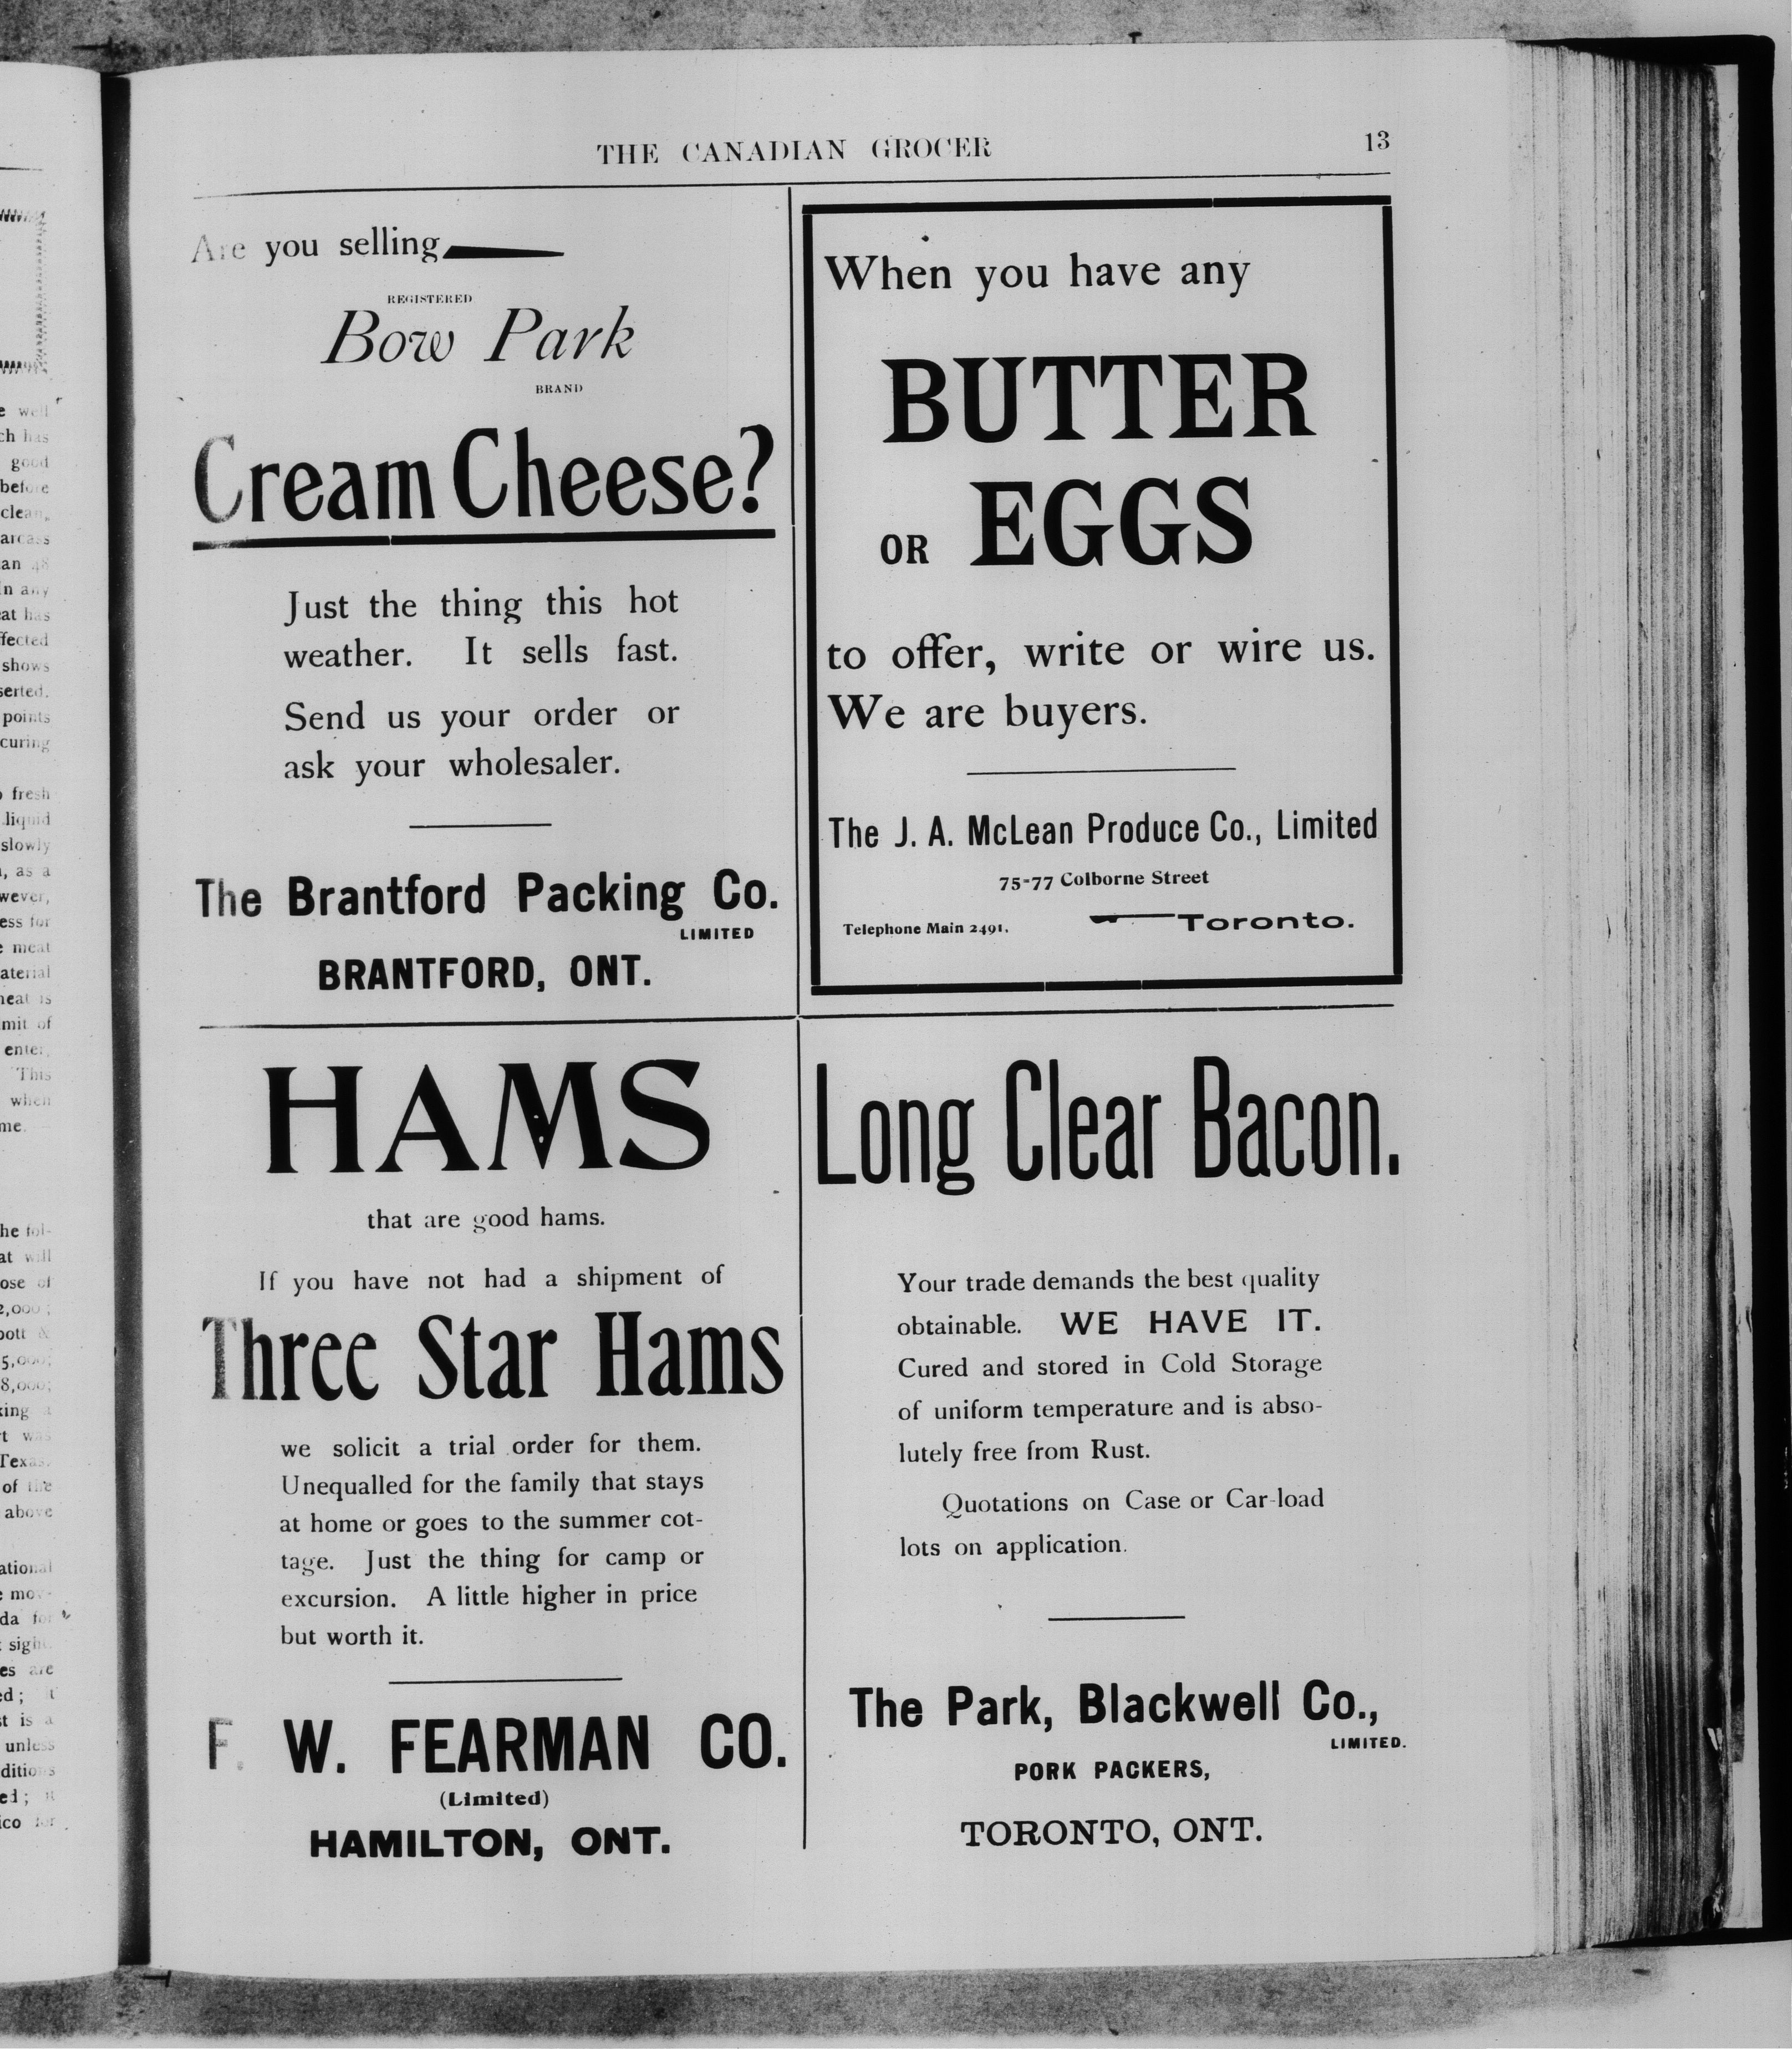 THE CANADIAN GROCER
13
Are you selling
REGISTERED
Bow Park
BRAND
Cream Cheese?
Just the thing this hot
weather. It sells fast.
Send us your order or
ask your wholesaler.
The Brantford Packing Co.
LIMITED
BRANTFORD, ONT.
When you have any
BUTTER
OR EGGS
to offer, write or wire us.
We are buyers.
The J. A. McLean Produce Co., Limited
75-77 Colborne Street
Telephone Main 2491.
Toronto.
HAMS
that are good hams.
If you have not had a shipment of
Three Star Hams
we solicit a trial order for them.
Unequalled for the family that stays
at home or goes to the summer cot-
tage. Just the thing for camp or
excursion. A little higher in price
but worth it.
F. W. FEARMAN CO.
(Limited)
HAMILTON, ONT.
Long Clear Bacon.
Your trade demands the best quality
obtainable. WE HAVE IT.
Cured and stored in Cold Storage
of uniform temperature and is abso-
lutely free from Rust.
Quotations on Case or Car-load
lots on application.
The Park, Blackwell Co.,
LIMITED.
PORK PACKERS,
TORONTO, ONT.